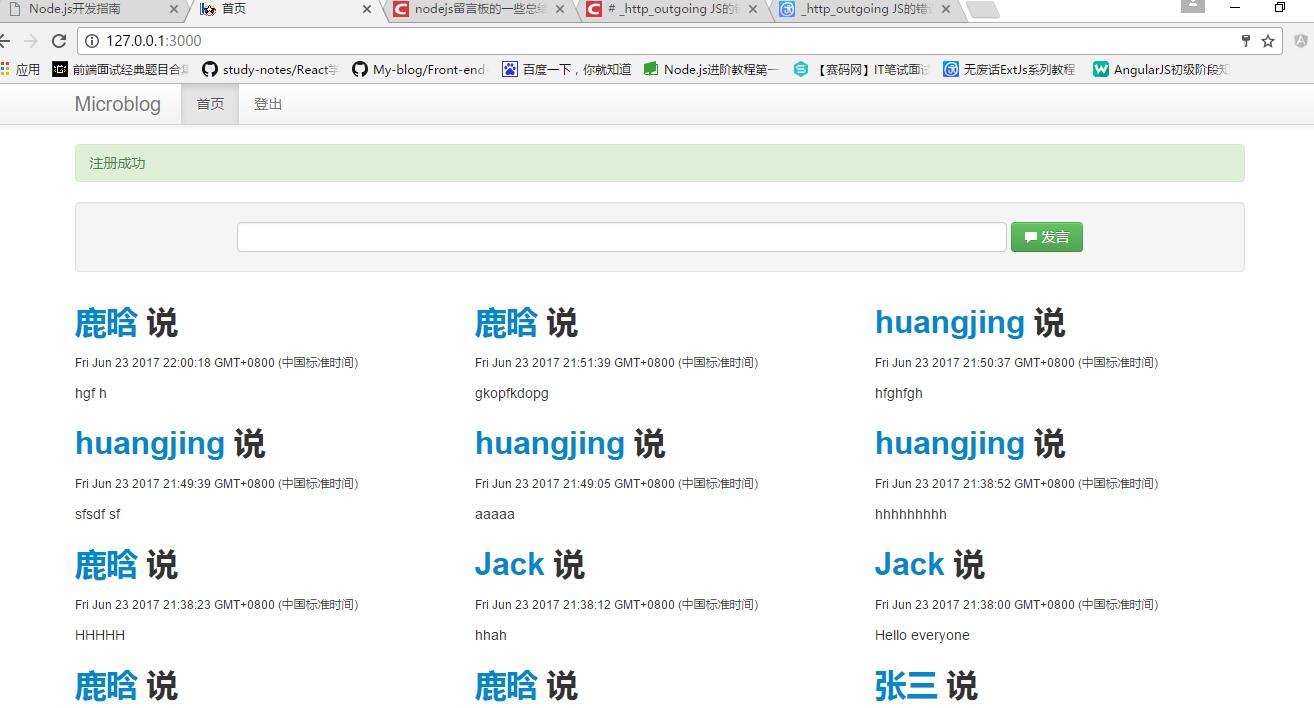 Node.js开发指南
首页
nodejs留言板的一些总结
# _http_outgoing JS的错
_http_outgoing JS的错误
127.0.0.1:3000
应用
前端面试经典题目合集
study-notes/React学
My-blog/Front-end-
百度一下，你就知道
Node.js进阶教程第一
【赛码网】IT笔试面试
无废话ExtJs系列教程
AngularJS初级阶段知
Microblog
首页
登出
注册成功
发言
鹿晗 说
鹿晗 说
huangjing 说
Fri Jun 23 2017 22:00:18 GMT+0800 (中国标准时间)
Fri Jun 23 2017 21:51:39 GMT+0800 (中国标准时间)
Fri Jun 23 2017 21:50:37 GMT+0800 (中国标准时间)
hgf h
gkopfkdopg
hfghfgh
huangjing 说
huangjing 说
huangjing 说
Fri Jun 23 2017 21:49:39 GMT+0800 (中国标准时间)
Fri Jun 23 2017 21:49:05 GMT+0800 (中国标准时间)
Fri Jun 23 2017 21:38:52 GMT+0800 (中国标准时间)
sfsdf sf
aaaaa
hhhhhhhhh
鹿晗 说
Jack 说
Jack 说
Fri Jun 23 2017 21:38:23 GMT+0800 (中国标准时间)
Fri Jun 23 2017 21:38:12 GMT+0800 (中国标准时间)
Fri Jun 23 2017 21:38:00 GMT+0800 (中国标准时间)
HHHHH
hhah
Hello everyone
鹿晗 说
鹿晗 说
张三 说